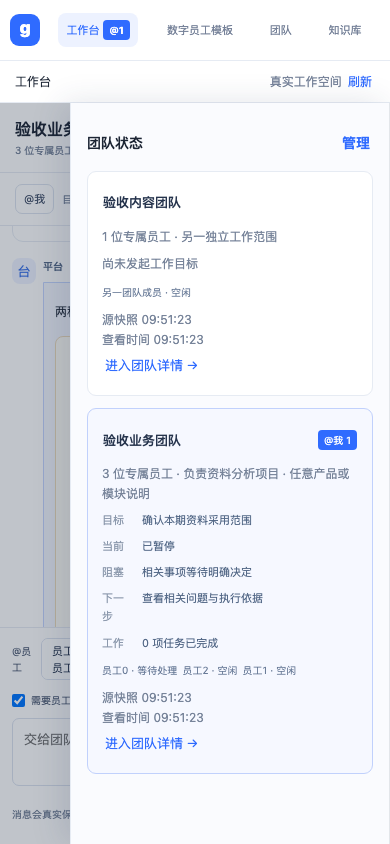 g 工作台 @1 数字员工模板 团队 知识库
工作台 真实工作空间 刷新
验收业务
3 位专属员工
@我 目
台 平台
两
@员工
员工
员工
需要员工
交给团队
消息会真实保
团队状态 管理
验收内容团队
1 位专属员工 · 另一独立工作范围
尚未发起工作目标
另一团队成员 · 空闲
源快照 09:51:23
查看时间 09:51:23
进入团队详情 →
验收业务团队 @我 1
3 位专属员工 · 负责资料分析项目 · 任意产品或
模块说明
目标 确认本期资料采用范围
当前 已暂停
阻塞 相关事项等待明确决定
下一
步
查看相关问题与执行依据
工作 0 项任务已完成
员工0 · 等待处理 员工2 · 空闲 员工1 · 空闲
源快照 09:51:23
查看时间 09:51:23
进入团队详情 →